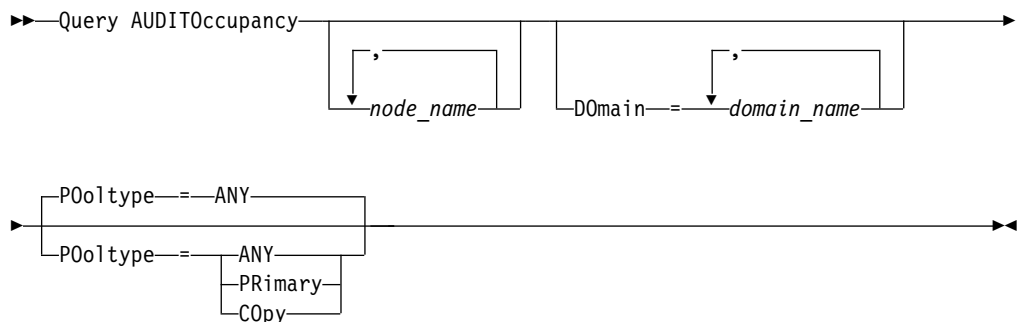 Query AUDITOccupancy
,
node_name
,
DOmain = domain_name
POoltype = ANY
POoltype = ANY
PRimary
COpy